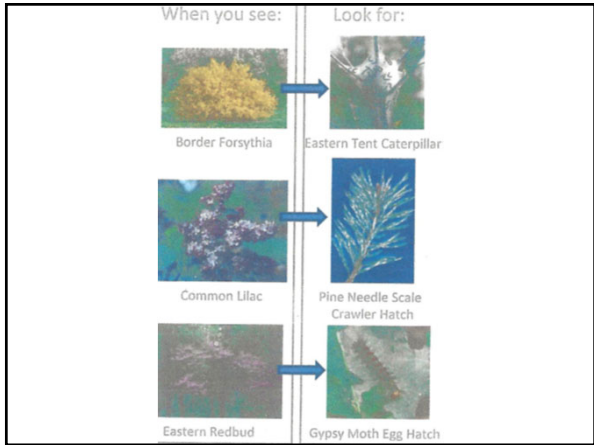 When you see: Look for:
Border Forsythia Eastern Tent Caterpillar
Common Lilac Pine Needle Scale
Crawler Hatch
Eastern Redbud Gypsy Moth Egg Hatch